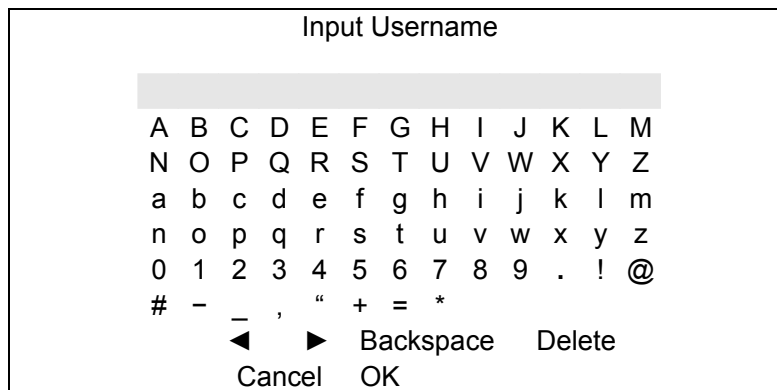 Input Username
A B C D E F G H I J K L M
N O P Q R S T U V W X Y Z
a b c d e f g h i j k l m
n o p q r s t u v w x y z
0 1 2 3 4 5 6 7 8 9 . ! @
# − _ , “ + = *
◄ ► Backspace Delete
Cancel OK